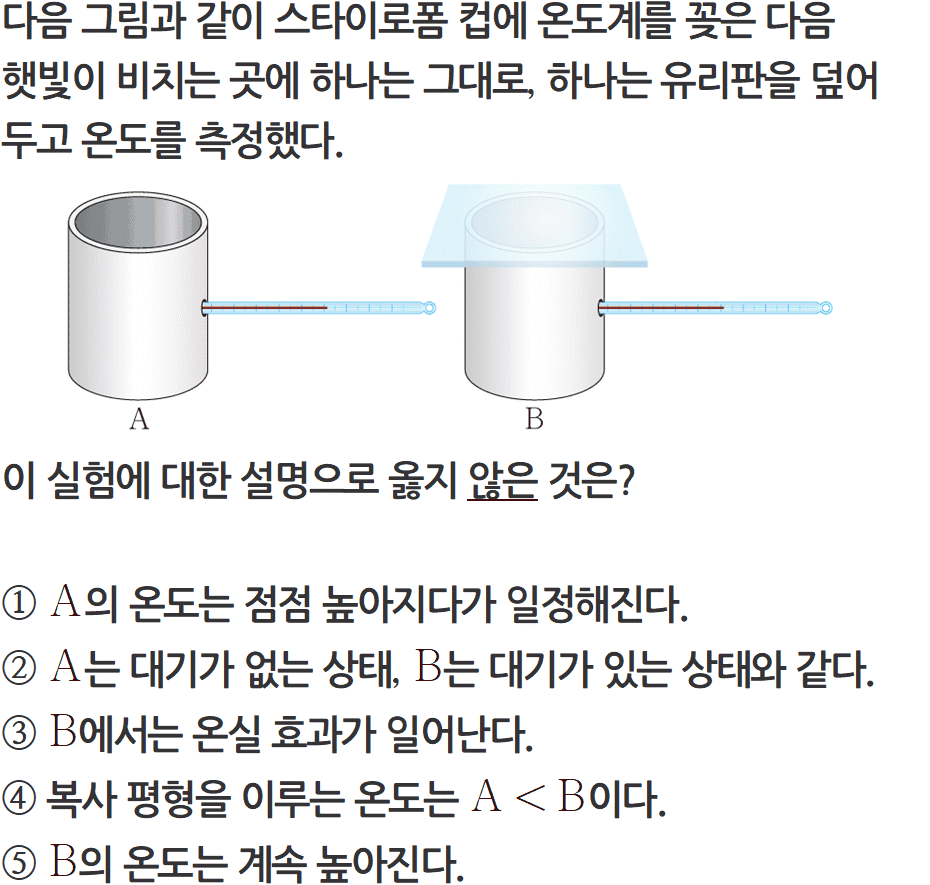 다음 그림과 같이 스타이로폼 컵에 온도계를 꽂은 다음
햇빛이 비치는 곳에 하나는 그대로, 하나는 유리판을 덮어
두고 온도를 측정했다.
A
B
이 실험에 대한 설명으로 옳지 않은 것은?
① A의 온도는 점점 높아지다가 일정해진다.
② A는 대기가 없는 상태, B는 대기가 있는 상태와 같다.
③ B에서는 온실 효과가 일어난다.
④ 복사 평형을 이루는 온도는 A < B이다.
⑤ B의 온도는 계속 높아진다.